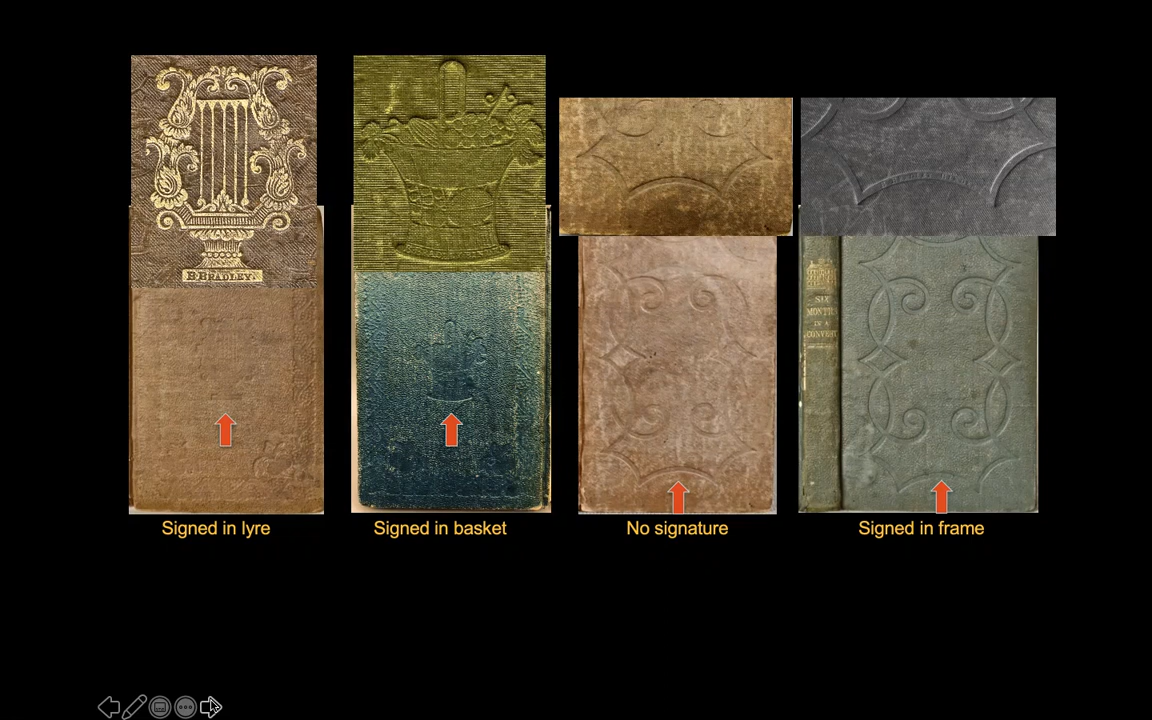 B. BRADLEY.
SIX
MONTHS
IN A
CONVENT
Signed in lyre
Signed in basket
No signature
Signed in frame